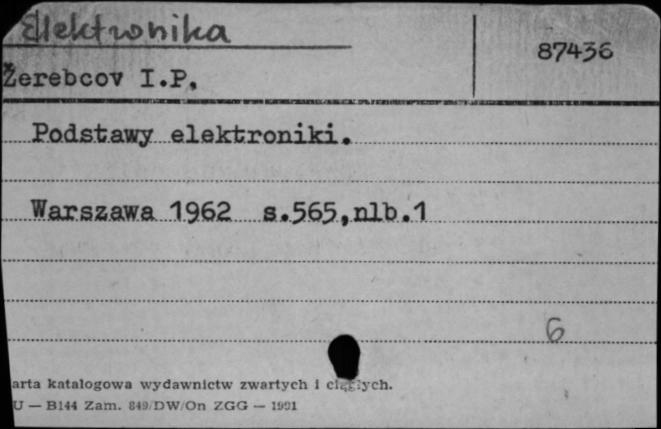 Elektronika
87436
Žerebcov I.P.
Podstawy elektroniki.
Warszawa 1962 s.565,nlb.1
6
arta katalogowa wydawnictw zwartych i ciągłych.
U — B144 Zam. 849/DW/On ZGG — 1991